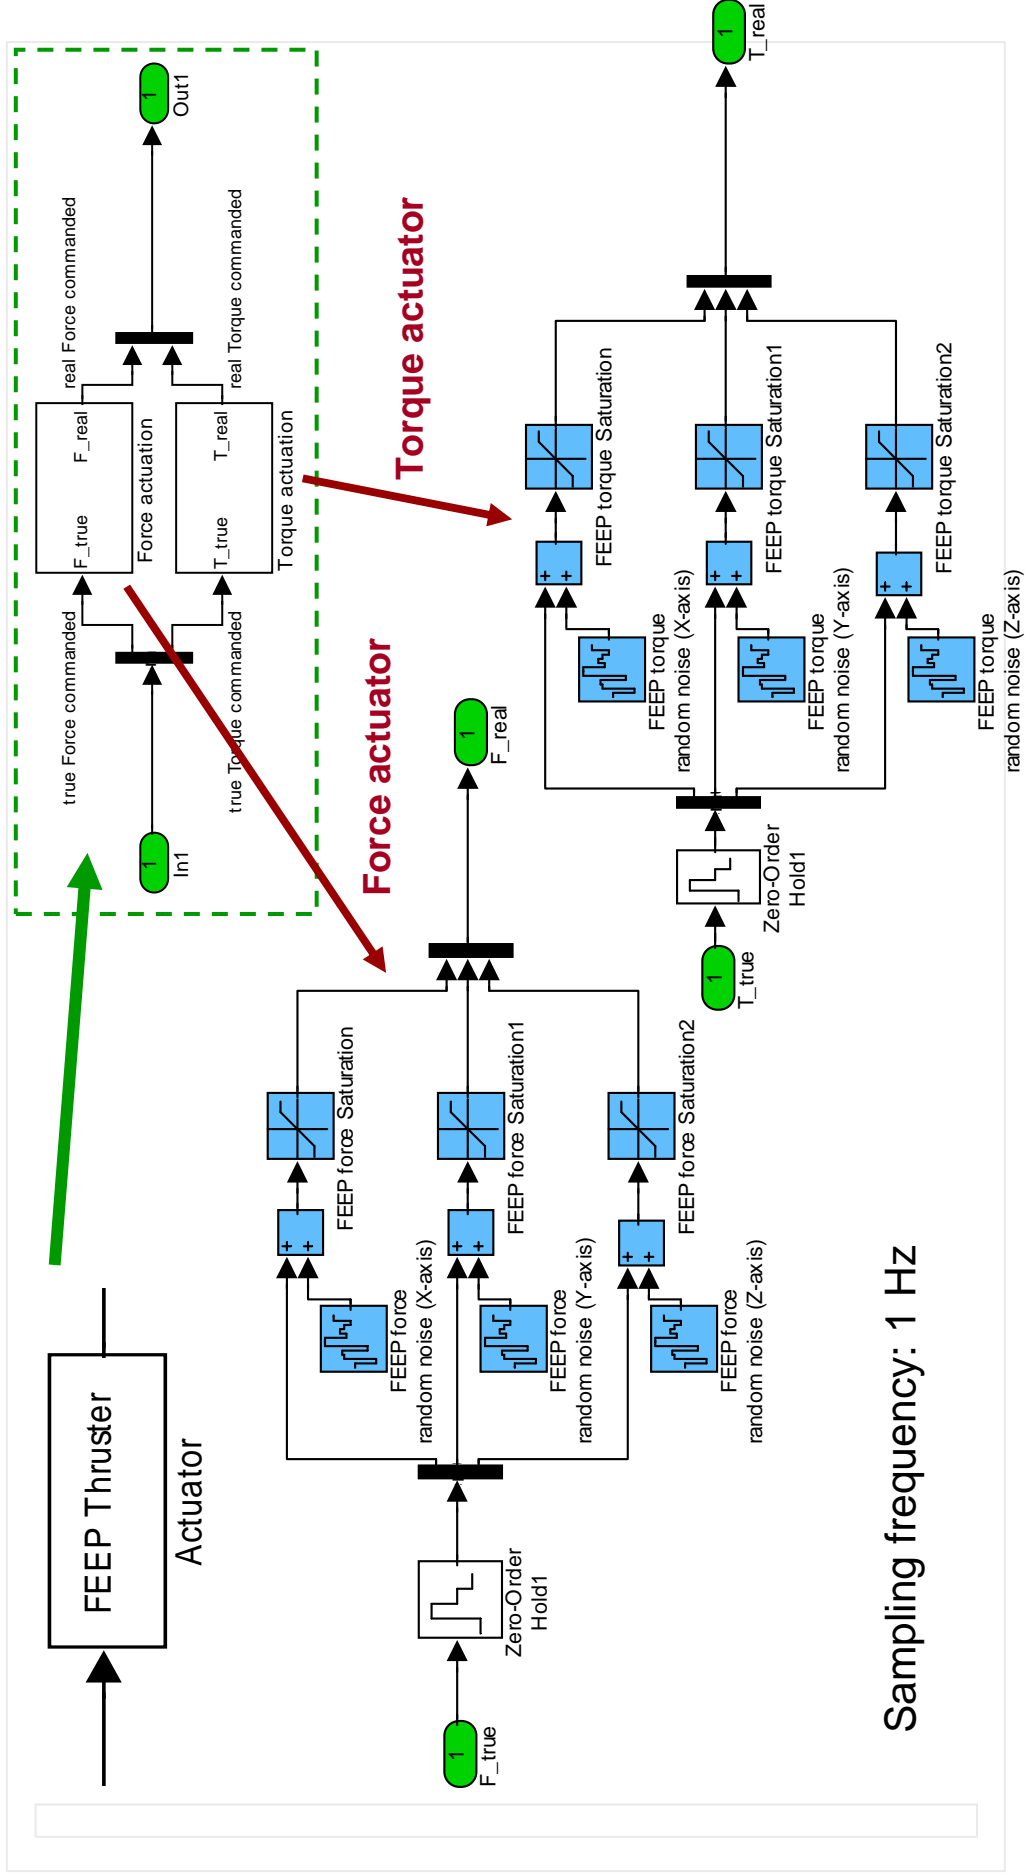 FEEP Thruster
Actuator
1
In1
true Force commanded
true Torque commanded
F_true
F_real
Force actuation
T_true
T_real
Torque actuation
real Force commanded
real Torque commanded
1
Out1
Force actuator
Torque actuator
1
F_true
Zero-Order
Hold1
FEEP force
random noise (X-axis)
+
+
FEEP force Saturation
FEEP force
random noise (Y-axis)
+
+
FEEP force Saturation1
FEEP force
random noise (Z-axis)
+
+
FEEP force Saturation2
1
F_real
1
T_true
Zero-Order
Hold1
FEEP torque
random noise (X-axis)
+
+
FEEP torque Saturation
FEEP torque
random noise (Y-axis)
+
+
FEEP torque Saturation1
FEEP torque
random noise (Z-axis)
+
+
FEEP torque Saturation2
1
T_real
Sampling frequency: 1 Hz